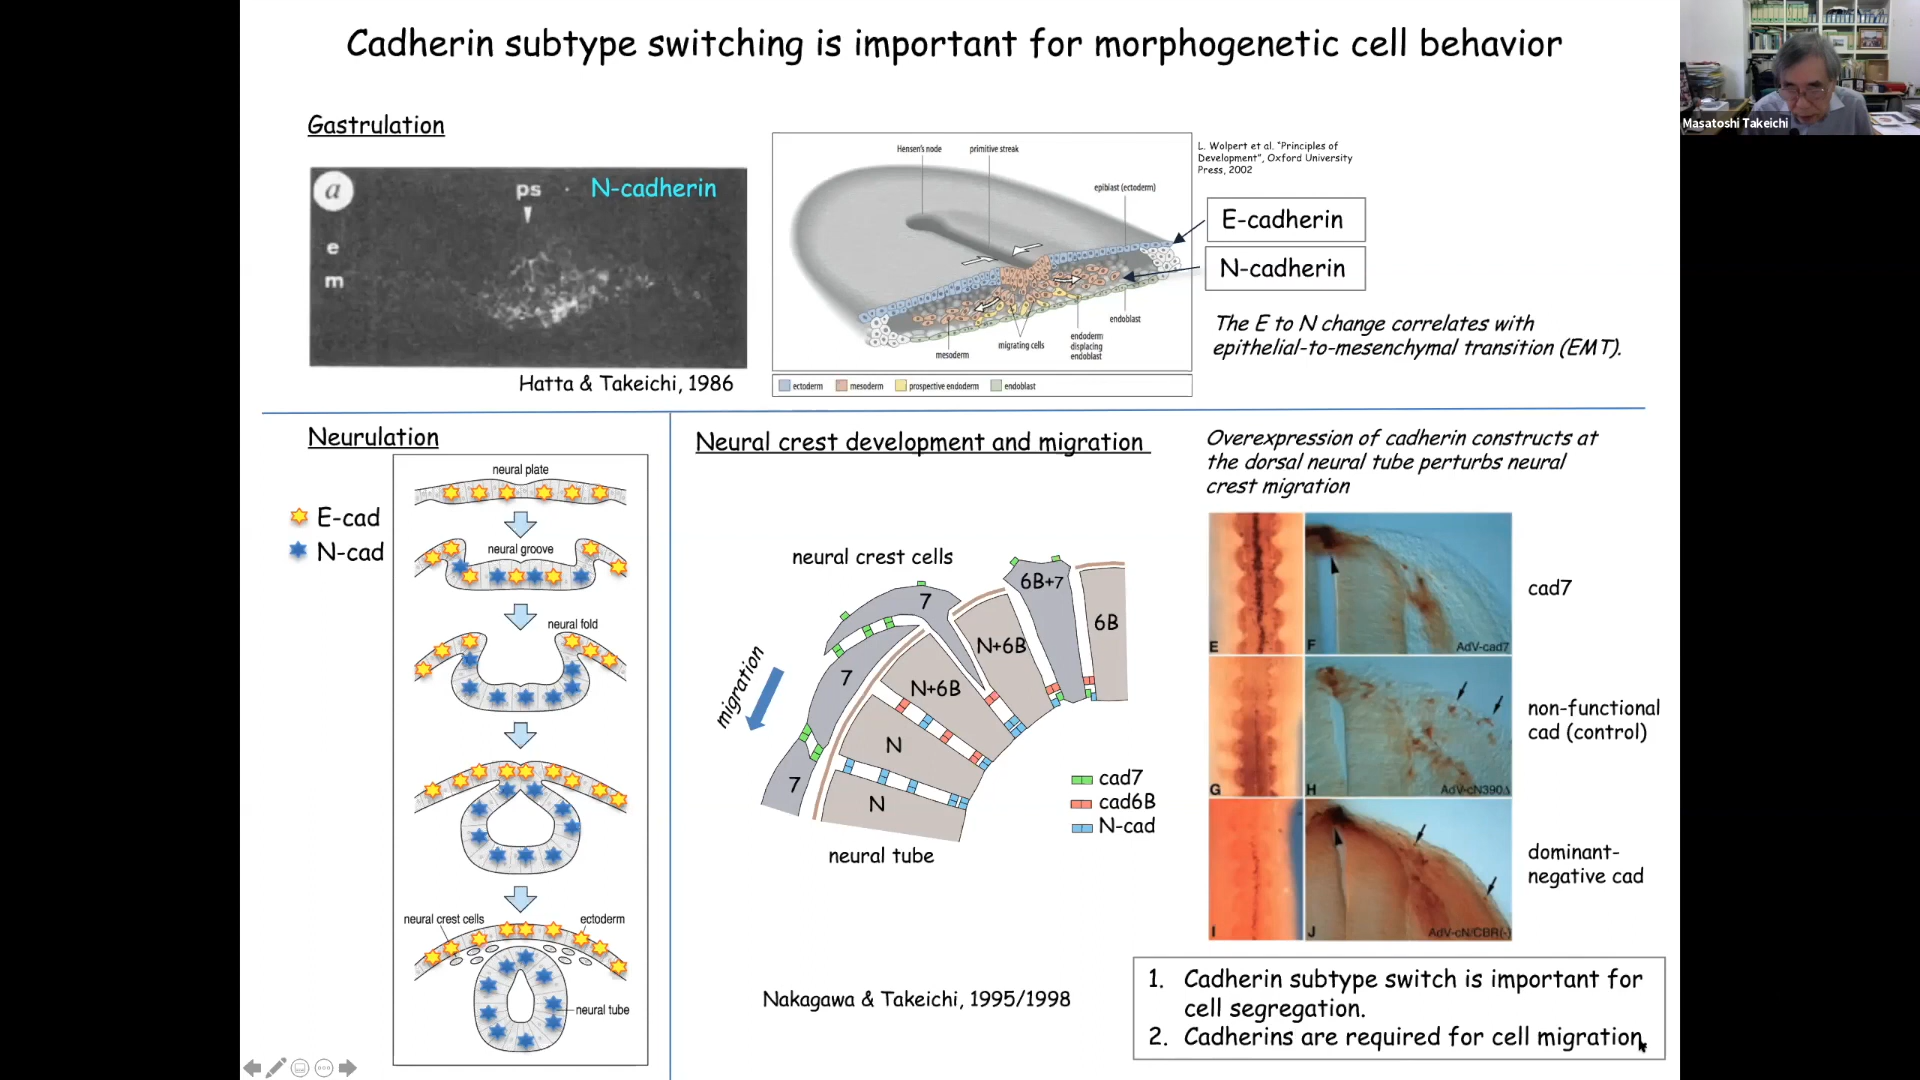 Cadherin subtype switching is important for morphogenetic cell behavior
Masatoshi Takeichi
Gastrulation
a
ps
N-cadherin
e
m
Hatta & Takeichi, 1986
Hensen's node
primitive streak
epiblast (ectoderm)
endoblast
endoderm
displacing
endoblast
migrating cells
mesoderm
ectoderm
mesoderm
prospective endoderm
endoblast
L. Wolpert et al. "Principles of
Development", Oxford University
Press, 2002
E-cadherin
N-cadherin
The E to N change correlates with
epithelial-to-mesenchymal transition (EMT).
Neurulation
E-cad
N-cad
neural plate
neural groove
neural fold
neural crest cells
ectoderm
neural tube
Neural crest development and migration
neural crest cells
migration
7
7
7
6B+7
6B
N+6B
N+6B
N
N
neural tube
cad7
cad6B
N-cad
Nakagawa & Takeichi, 1995/1998
Overexpression of cadherin constructs at
the dorsal neural tube perturbs neural
crest migration
E
F
AdV-cad7
G
H
AdV-cN390Δ
I
J
AdV-cN/CBR(-)
cad7
non-functional
cad (control)
dominant-
negative cad
1. Cadherin subtype switch is important for
cell segregation.
2. Cadherins are required for cell migration.